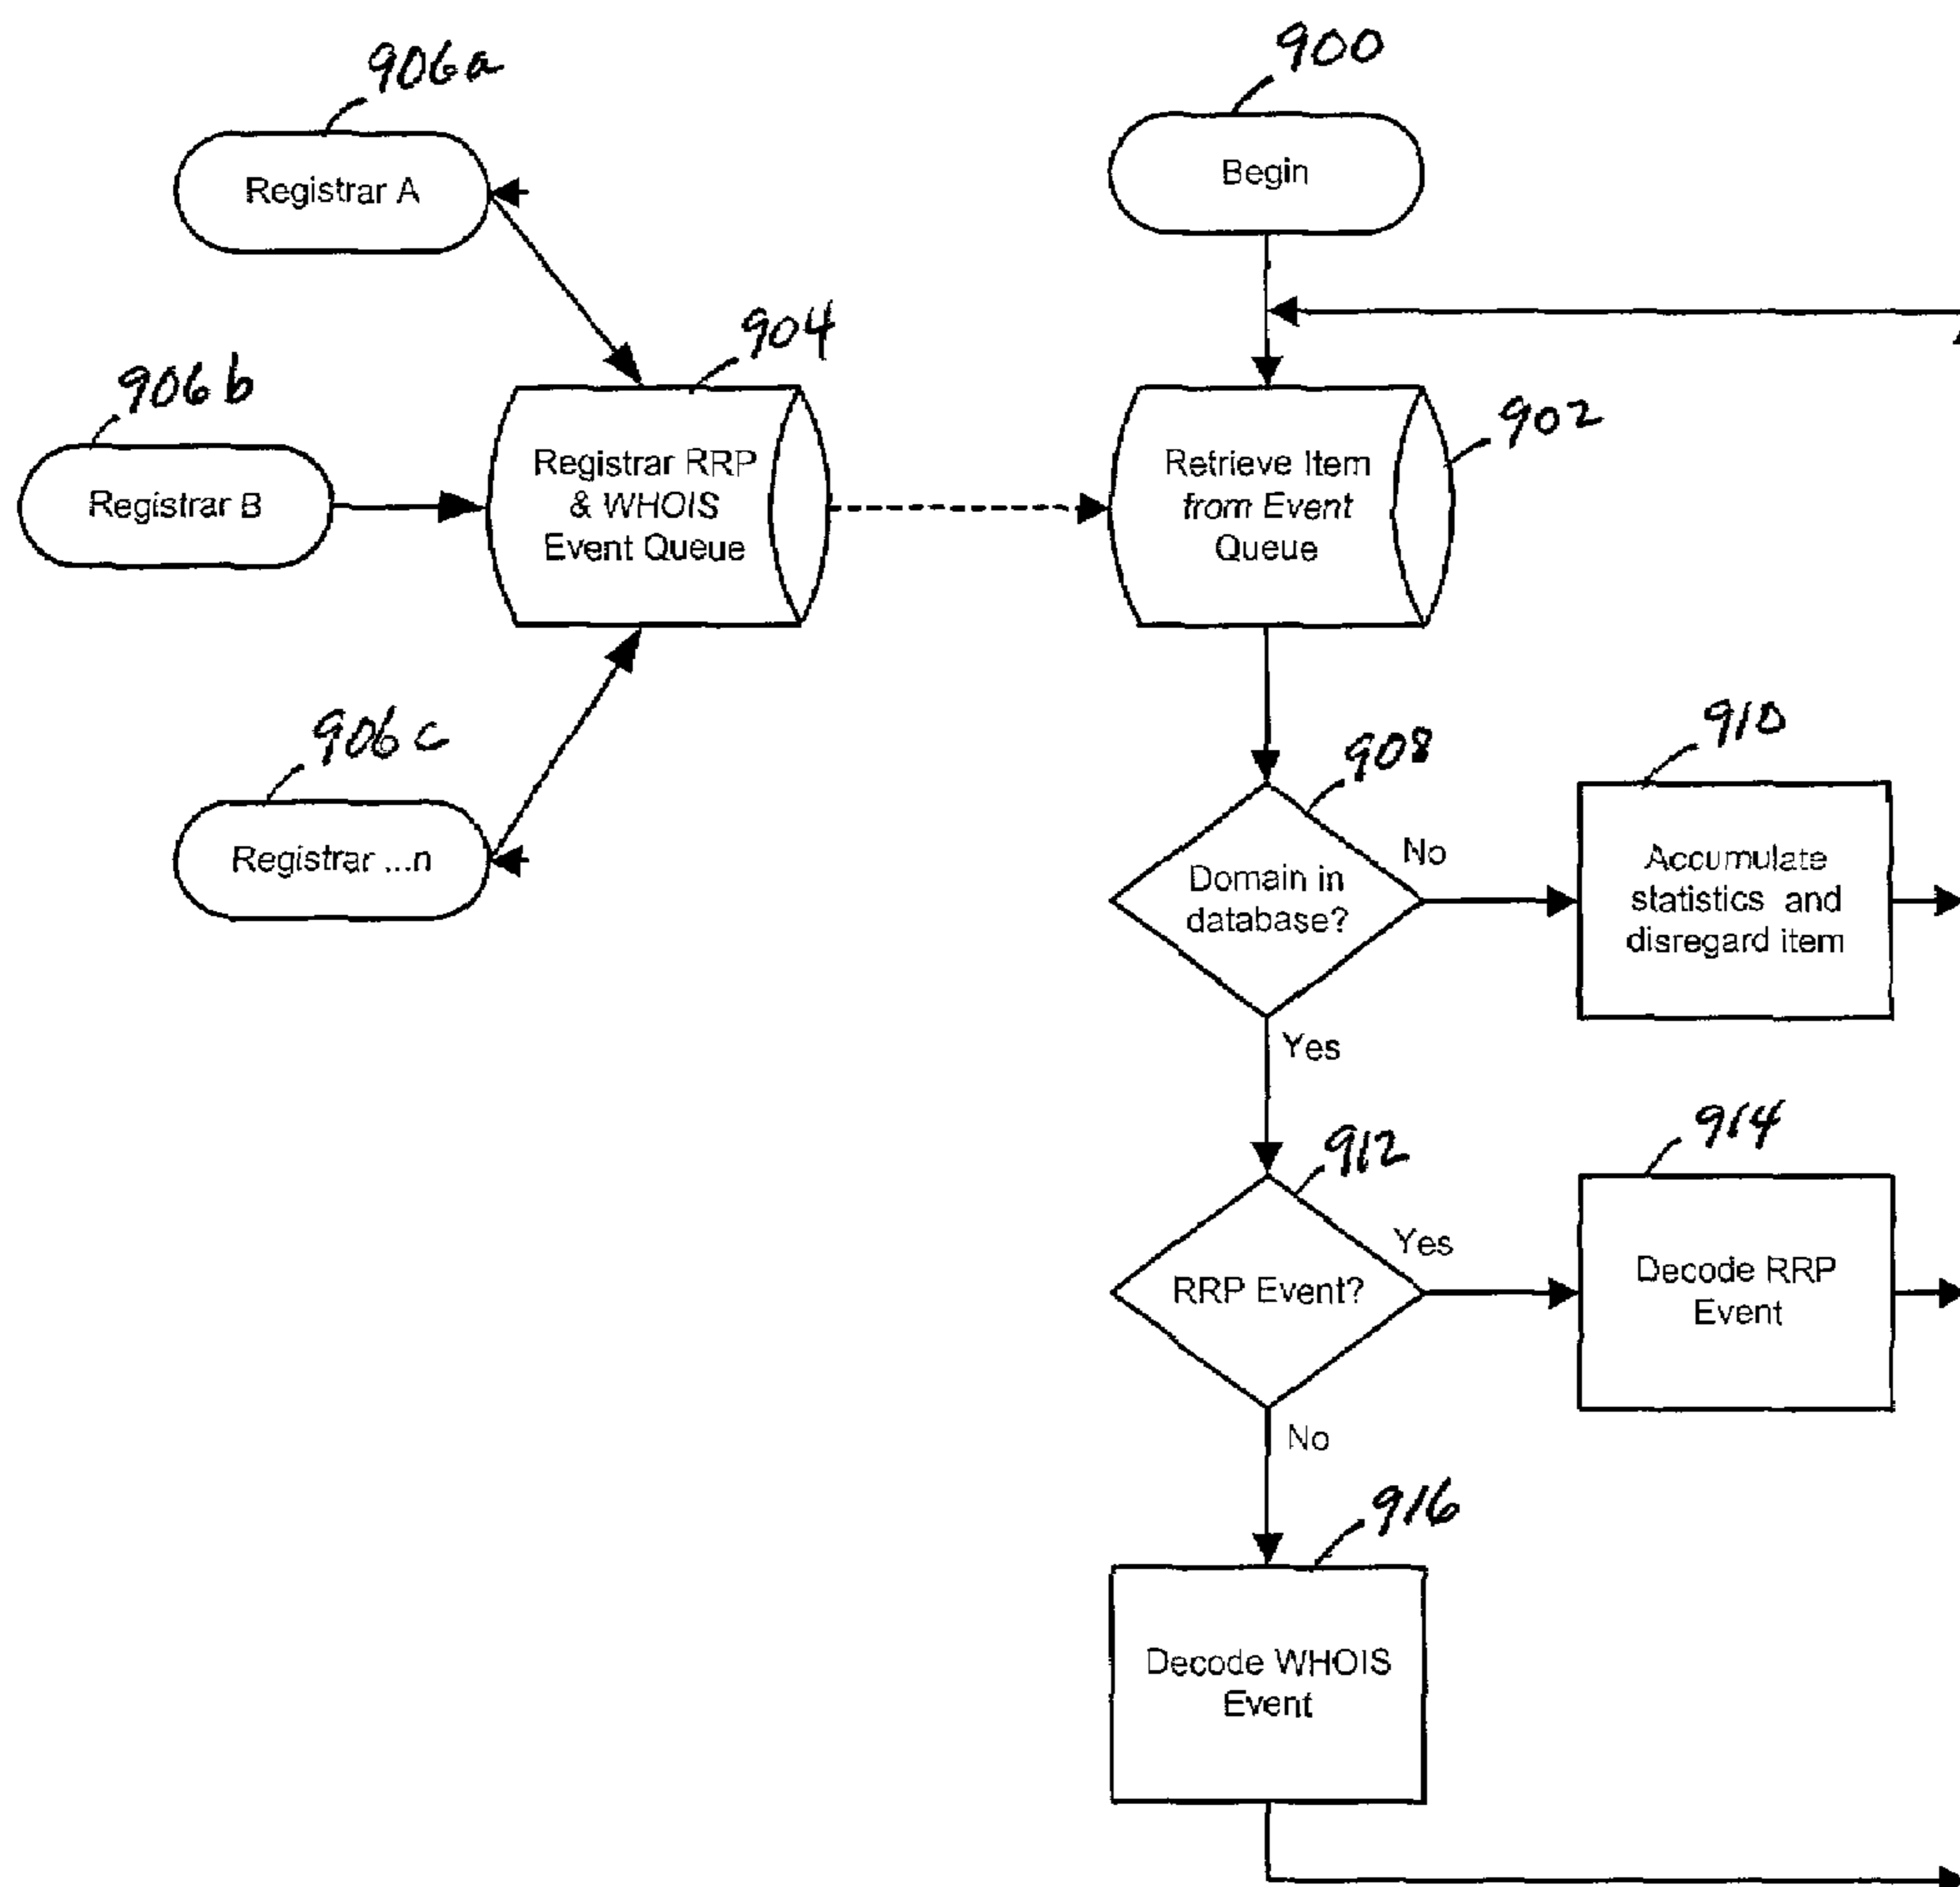 906a
Registrar A
900
Begin
904
906b
Registrar B
Registrar RRP
& WHOIS
Event Queue
902
Retrieve Item
from Event
Queue
906c
Registrar ...n
908
Domain in
database?
No
910
Accumulate
statistics and
disregard item
Yes
912
RRP Event?
Yes
914
Decode RRP
Event
No
916
Decode WHOIS
Event